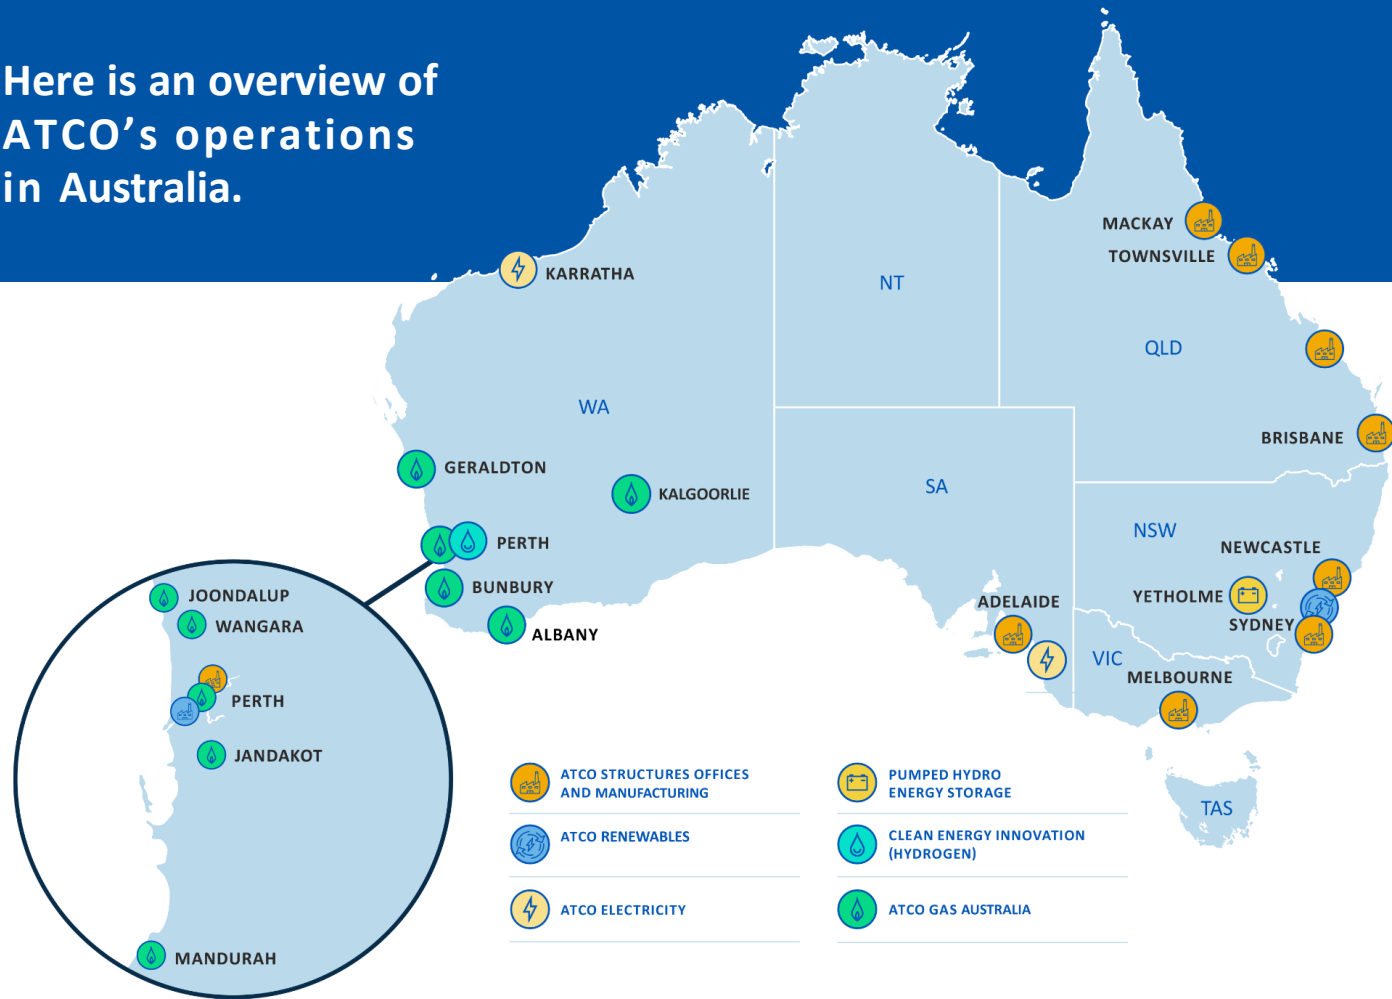 Here is an overview of
ATCO’s operations
in Australia.
MACKAY
TOWNSVILLE
KARRATHA
NT
QLD
WA
BRISBANE
GERALDTON
KALGOORLIE
SA
NSW
PERTH
NEWCASTLE
BUNBURY
YETHOLME
ADELAIDE
SYDNEY
ALBANY
VIC
MELBOURNE
JOONDALUP
WANGARA
PERTH
JANDAKOT
MANDURAH
TAS
ATCO STRUCTURES OFFICES
AND MANUFACTURING
ATCO RENEWABLES
ATCO ELECTRICITY
PUMPED HYDRO
ENERGY STORAGE
CLEAN ENERGY INNOVATION
(HYDROGEN)
ATCO GAS AUSTRALIA